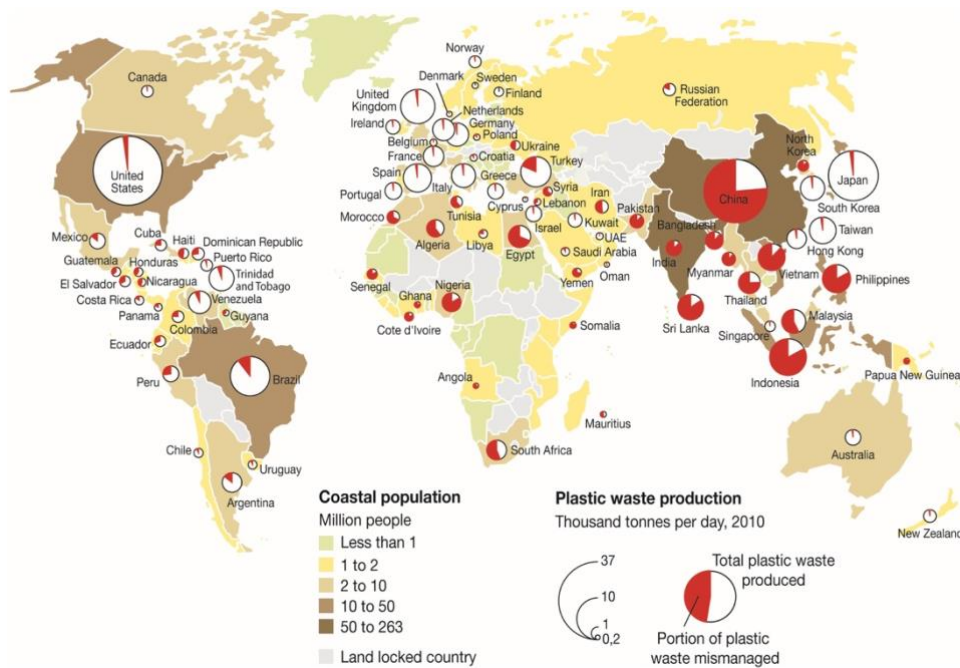 Canada
United
States
Mexico
Cuba
Haiti
Dominican Republic
Puerto Rico
Guatemala
Honduras
Trinidad
and Tobago
El Salvador
Nicaragua
Costa Rica
Venezuela
Panama
Guyana
Colombia
Ecuador
Peru
Brazil
Chile
Uruguay
Argentina
Norway
Denmark
Sweden
Finland
United
Kingdom
Netherlands
Ireland
Germany
Belgium
Poland
France
Ukraine
Croatia
Turkey
Spain
Greece
Portugal
Italy
Syria
Cyprus
Lebanon
Iran
Morocco
Tunisia
Israel
Kuwait
Pakistan
Algeria
Libya
Egypt
UAE
Saudi Arabia
Oman
Yemen
Senegal
Ghana
Nigeria
Cote d'Ivoire
Somalia
Angola
Mauritius
South Africa
Russian
Federation
North
Korea
Japan
China
South Korea
Bangladesh
Taiwan
Hong Kong
India
Myanmar
Vietnam
Philippines
Thailand
Sri Lanka
Malaysia
Singapore
Indonesia
Papua New Guinea
Australia
New Zealand
Coastal population
Million people
Less than 1
1 to 2
2 to 10
10 to 50
50 to 263
Land locked country
Plastic waste production
Thousand tonnes per day, 2010
37
10
1
0,2
Total plastic waste
produced
Portion of plastic
waste mismanaged